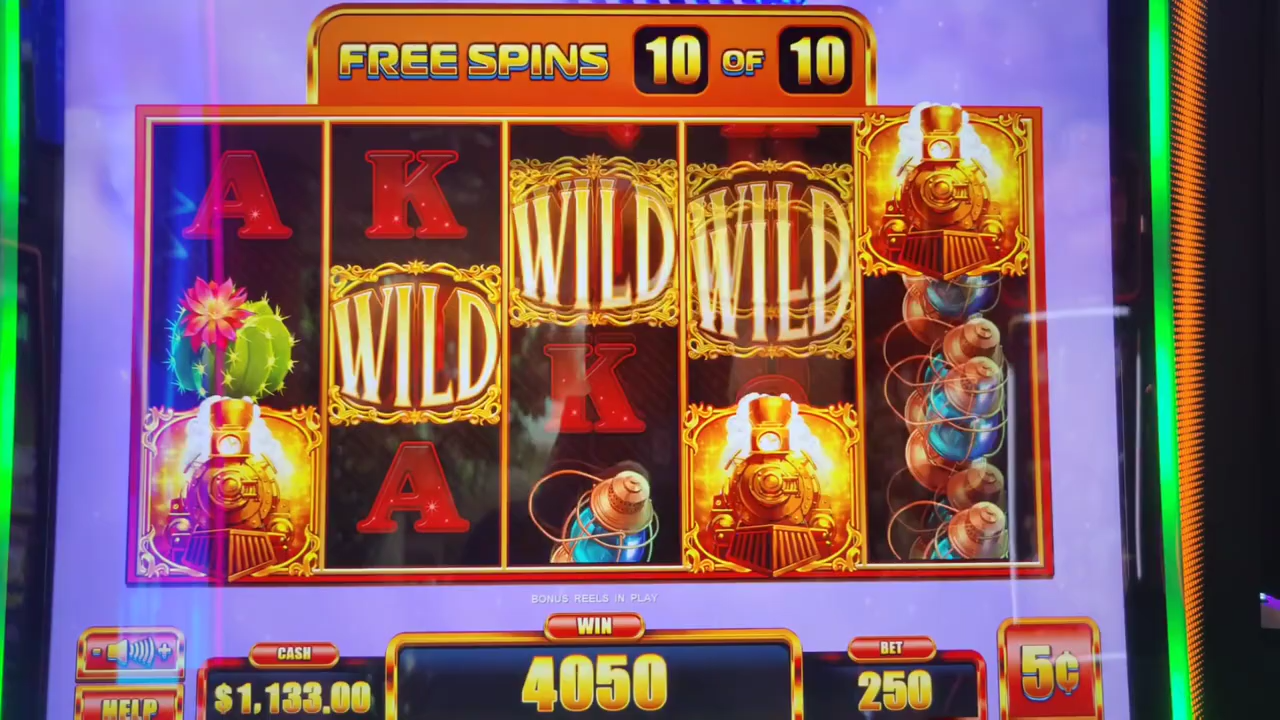 FREE SPINS 10 OF 10
A K
WILD WILD
WILD
K
A
BONUS REELS IN PLAY
WIN
CASH BET
- +
4050
$1,133.00 250 5¢
HELP